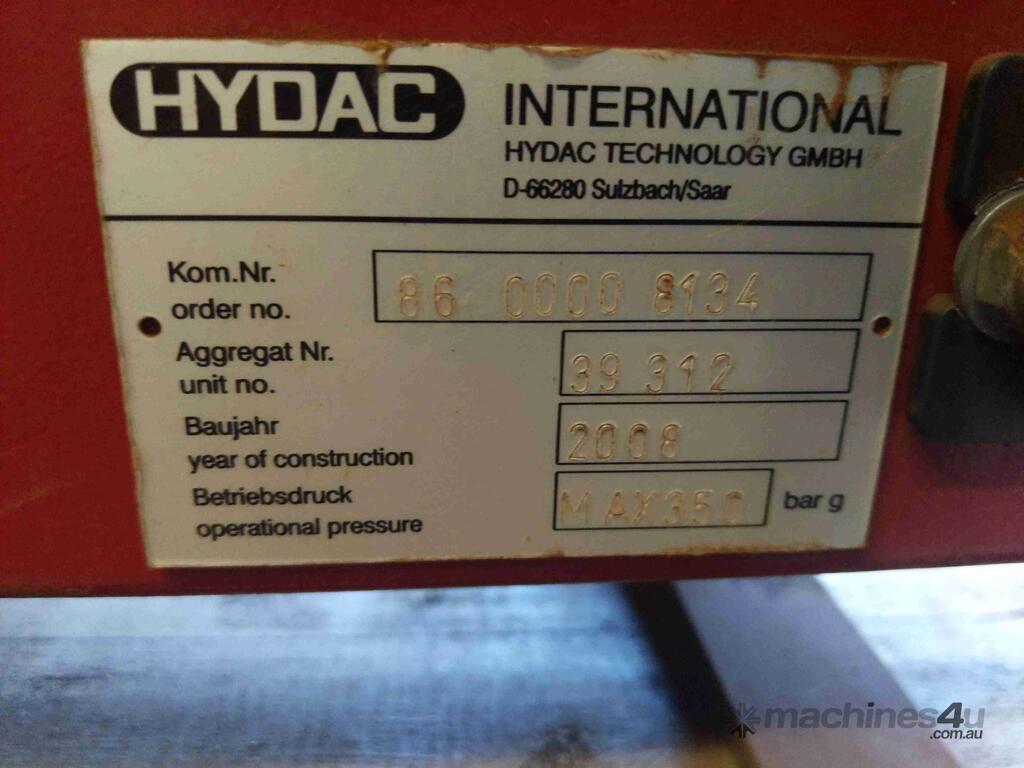 HYDAC
INTERNATIONAL
HYDAC TECHNOLOGY GMBH
D-66280 Sulzbach/Saar
Kom.Nr.
order no.
86 0000 8134
Aggregat Nr.
unit no.
39 312
Baujahr
year of construction
2008
Betriebsdruck
operational pressure
MAX350 bar g
machines4u
.com.au